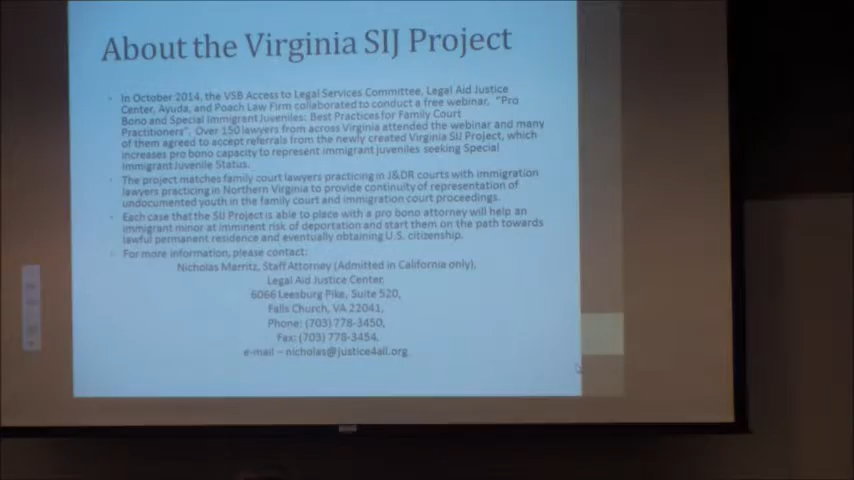 About the Virginia SIJ Project
In October 2014, the VSB Access to Legal Services Committee, Legal Aid Justice
Center, Ayuda, and Poach Law Firm collaborated to conduct a free webinar, "Pro
Bono and Special Immigrant Juveniles: Best Practices for Family Court
Practitioners". Over 150 lawyers from across Virginia attended the webinar and many
of them agreed to accept referrals from the newly created Virginia SIJ Project, which
increases pro bono capacity to represent immigrant juveniles seeking Special
Immigrant Juvenile Status.
The project matches family court lawyers practicing in J&DR courts with immigration
lawyers practicing in Northern Virginia to provide continuity of representation of
undocumented youth in the family court and immigration court proceedings.
Each case that the SIJ Project is able to place with a pro bono attorney will help an
immigrant minor at imminent risk of deportation and start them on the path towards
lawful permanent residence and eventually obtaining U.S. citizenship.
For more information, please contact:
Nicholas Marritz, Staff Attorney (Admitted in California only),
Legal Aid Justice Center,
6066 Leesburg Pike, Suite 520,
Falls Church, VA 22041,
Phone: (703) 778-3450,
Fax: (703) 778-3454,
e-mail – nicholas@justice4all.org